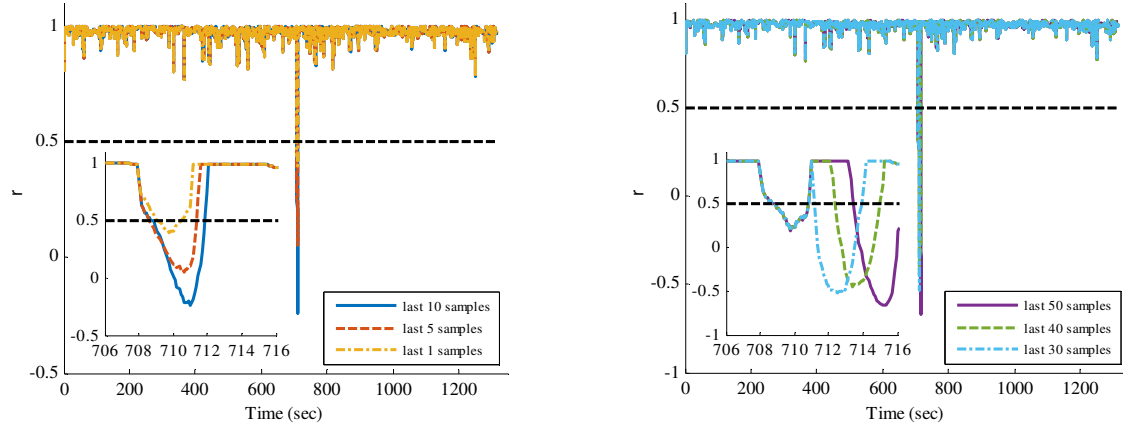 1
0.5
0
-0.5
r
0 200 400 600 800 1000 1200
Time (sec)
1
0.5
0
-0.5
706 708 710 712 714 716
last 10 samples
last 5 samples
last 1 samples
1
0.5
0
-0.5
-1
r
0 200 400 600 800 1000 1200
Time (sec)
1
0.5
0
-0.5
-1
706 708 710 712 714 716
last 50 samples
last 40 samples
last 30 samples